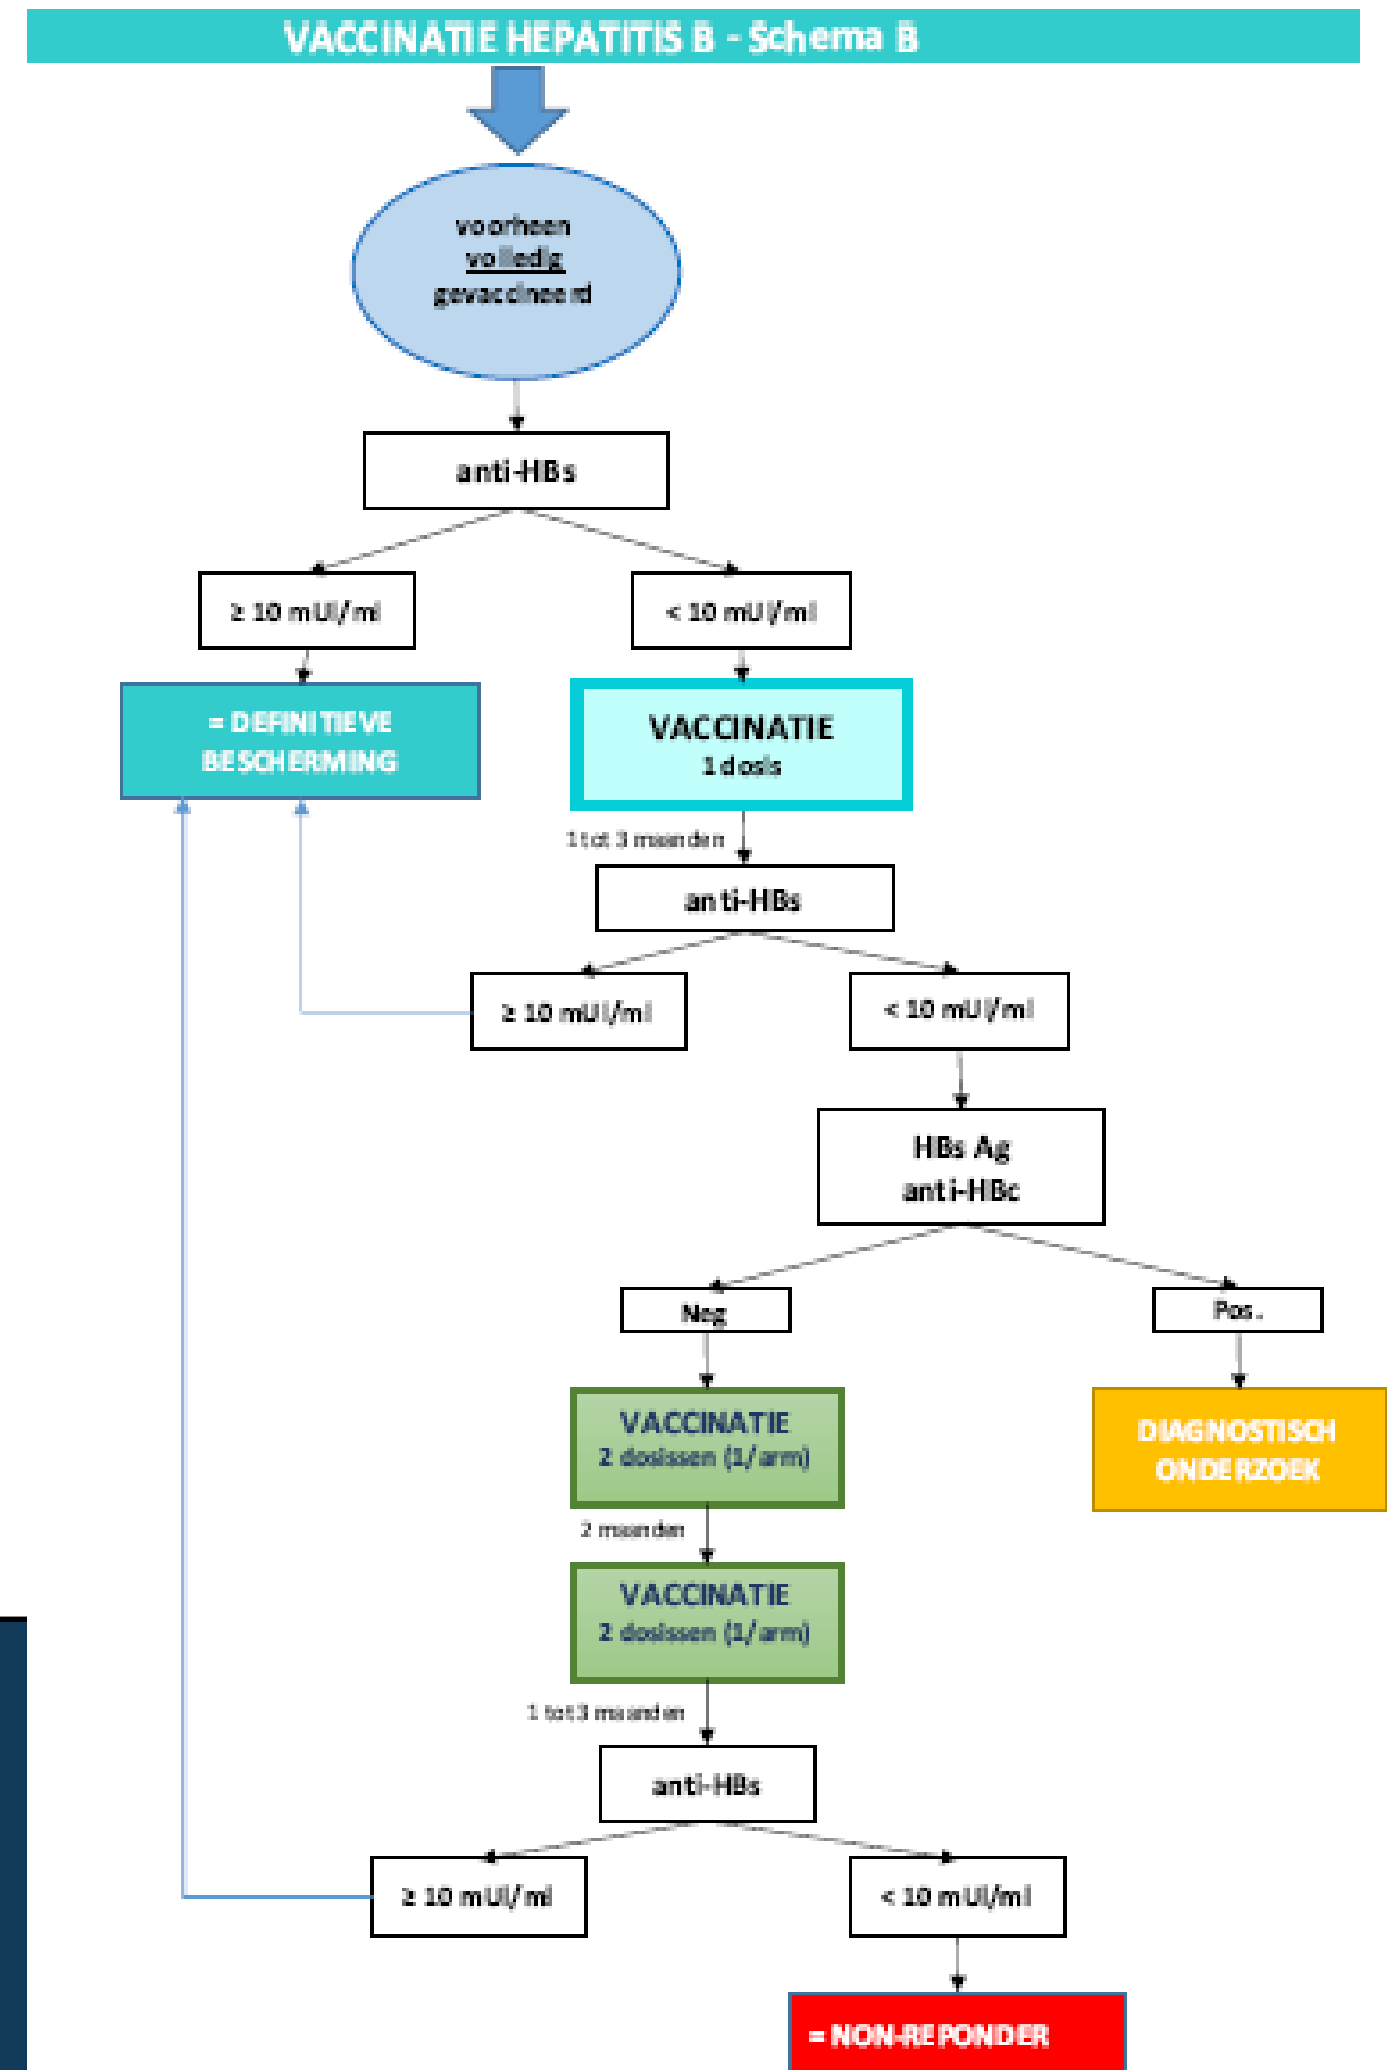 VACCINATIE HEPATITIS B - Schema B
voorheen
volledig
gevaccineerd
anti-HBs
≥ 10 mUI/ml
< 10 mUI/ml
= DEFINITIEVE
BESCHERMING
VACCINATIE
1 dosis
1 tot 3 maanden
anti-HBs
≥ 10 mUI/ml
< 10 mUI/ml
HBs Ag
anti-HBc
Neg
Pos.
VACCINATIE
2 dosissen (1/arm)
DIAGNOSTISCH
ONDERZOEK
2 maanden
VACCINATIE
2 dosissen (1/arm)
1 tot 3 maanden
anti-HBs
≥ 10 mUI/ml
< 10 mUI/ml
= NON-REPONDER